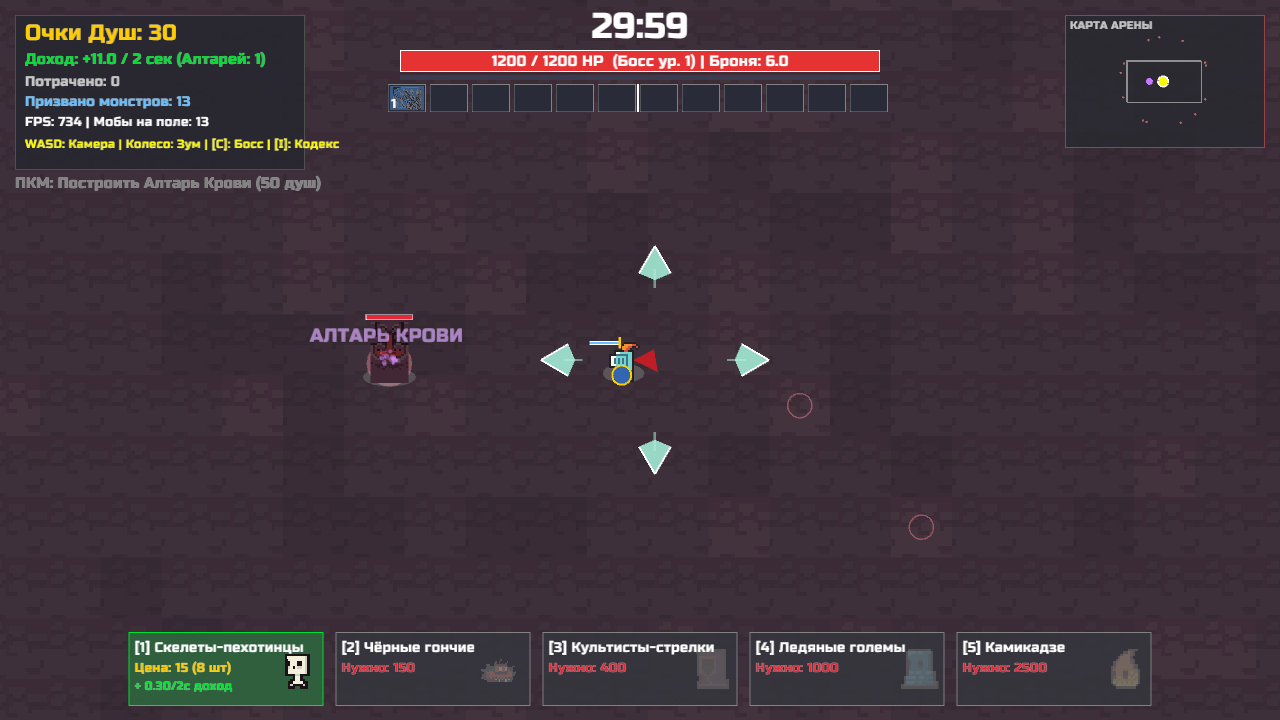 Очки Душ: 30
Доход: +11.0 / 2 сек (Алтарей: 1)
Потрачено: 0
Призвано монстров: 13
FPS: 734 | Мобы на поле: 13
WASD: Камера | Колесо: Зум | [C]: Босс | [I]: Кодекс
ПКМ: Построить Алтарь Крови (50 душ)
29:59
1200 / 1200 HP (Босс ур. 1) | Броня: 6.0
1
КАРТА АРЕНЫ
АЛТАРЬ КРОВИ
[1] Скелеты-пехотинцы
Цена: 15 (8 шт)
+ 0.30/2с доход
[2] Чёрные гончие
Нужно: 150
[3] Культисты-стрелки
Нужно: 400
[4] Ледяные големы
Нужно: 1000
[5] Камикадзе
Нужно: 2500